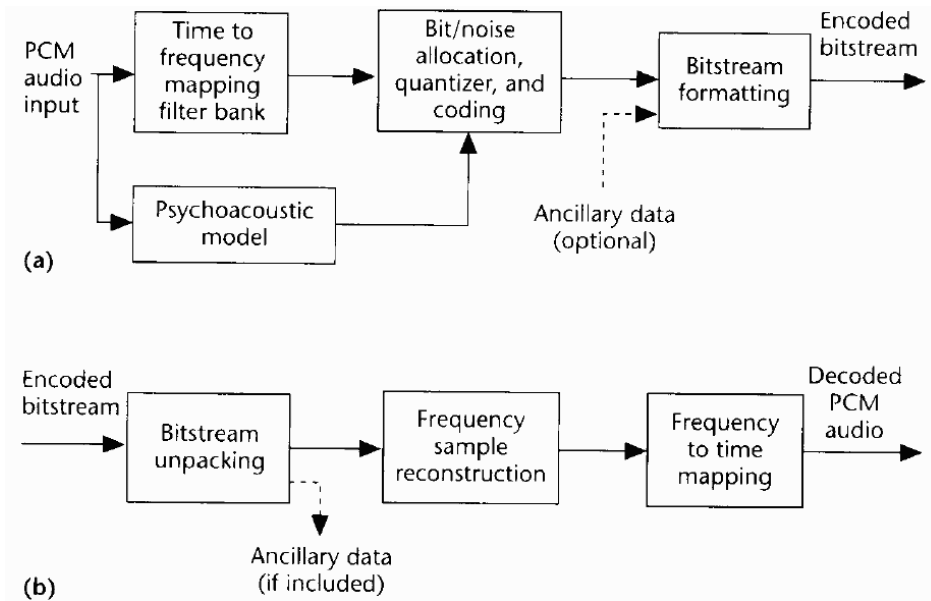 PCM
audio
input
Time to
frequency
mapping
filter bank
Bit/noise
allocation,
quantizer, and
coding
Bitstream
formatting
Encoded
bitstream
Psychoacoustic
model
Ancillary data
(optional)
(a)
Encoded
bitstream
Bitstream
unpacking
Frequency
sample
reconstruction
Frequency
to time
mapping
Decoded
PCM
audio
Ancillary data
(if included)
(b)